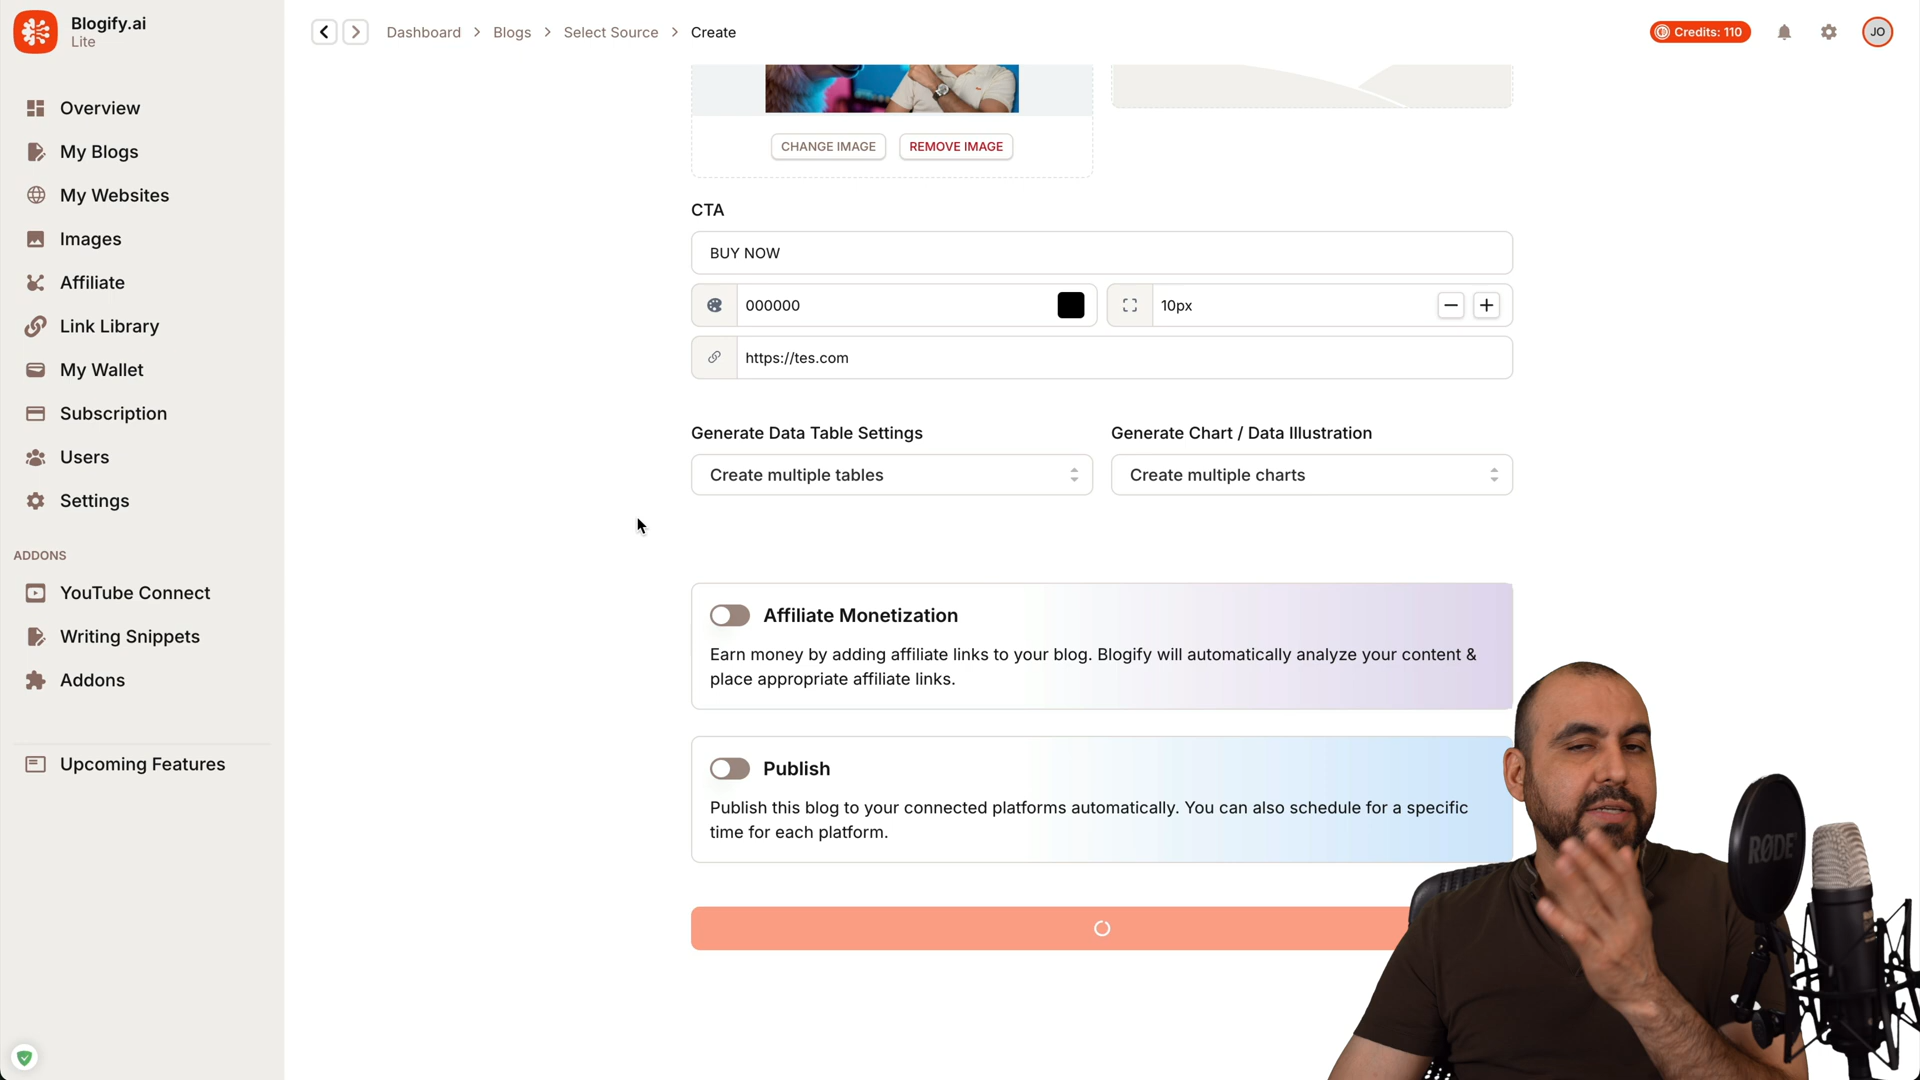 Blogify.ai
Lite
Dashboard > Blogs > Select Source > Create
Credits: 110
JO
Overview
My Blogs
My Websites
Images
Affiliate
Link Library
My Wallet
Subscription
Users
Settings
ADDONS
YouTube Connect
Writing Snippets
Addons
Upcoming Features
CHANGE IMAGE
REMOVE IMAGE
CTA
BUY NOW
000000
10px
https://tes.com
Generate Data Table Settings
Generate Chart / Data Illustration
Create multiple tables
Create multiple charts
Affiliate Monetization
Earn money by adding affiliate links to your blog. Blogify will automatically analyze your content &
place appropriate affiliate links.
Publish
Publish this blog to your connected platforms automatically. You can also schedule for a specific
time for each platform.
RØDE